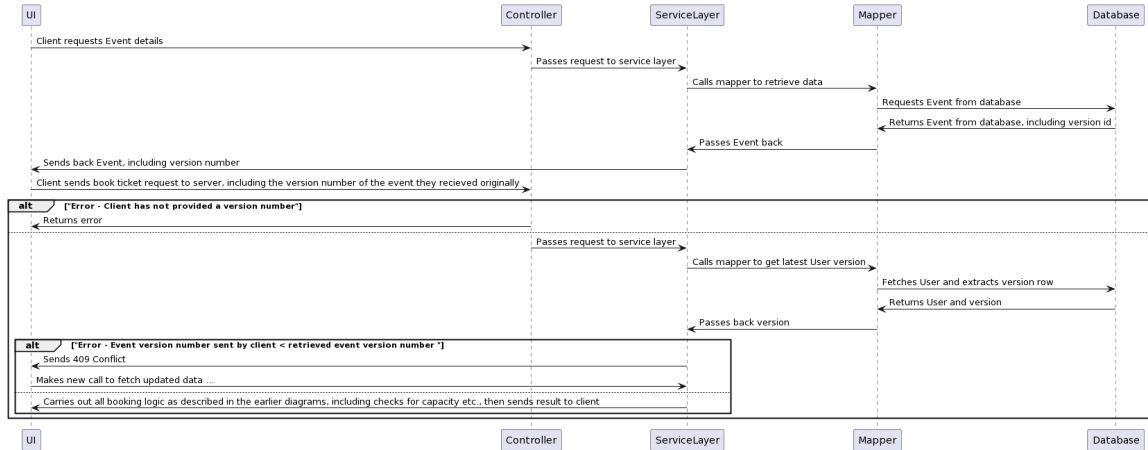 UI Controller ServiceLayer Mapper Database
Client requests Event details
Passes request to service layer
Calls mapper to retrieve data
Requests Event from database
Returns Event from database, including version id
Passes Event back
Sends back Event, including version number
Client sends book ticket request to server, including the version number of the event they recieved originally
alt ["Error - Client has not provided a version number"]
Returns error
Passes request to service layer
Calls mapper to get latest User version
Fetches User and extracts version row
Returns User and version
Passes back version
alt ["Error - Event version number sent by client < retrieved event version number "]
Sends 409 Conflict
Makes new call to fetch updated data ...
Carries out all booking logic as described in the earlier diagrams, including checks for capacity etc., then sends result to client
UI Controller ServiceLayer Mapper Database